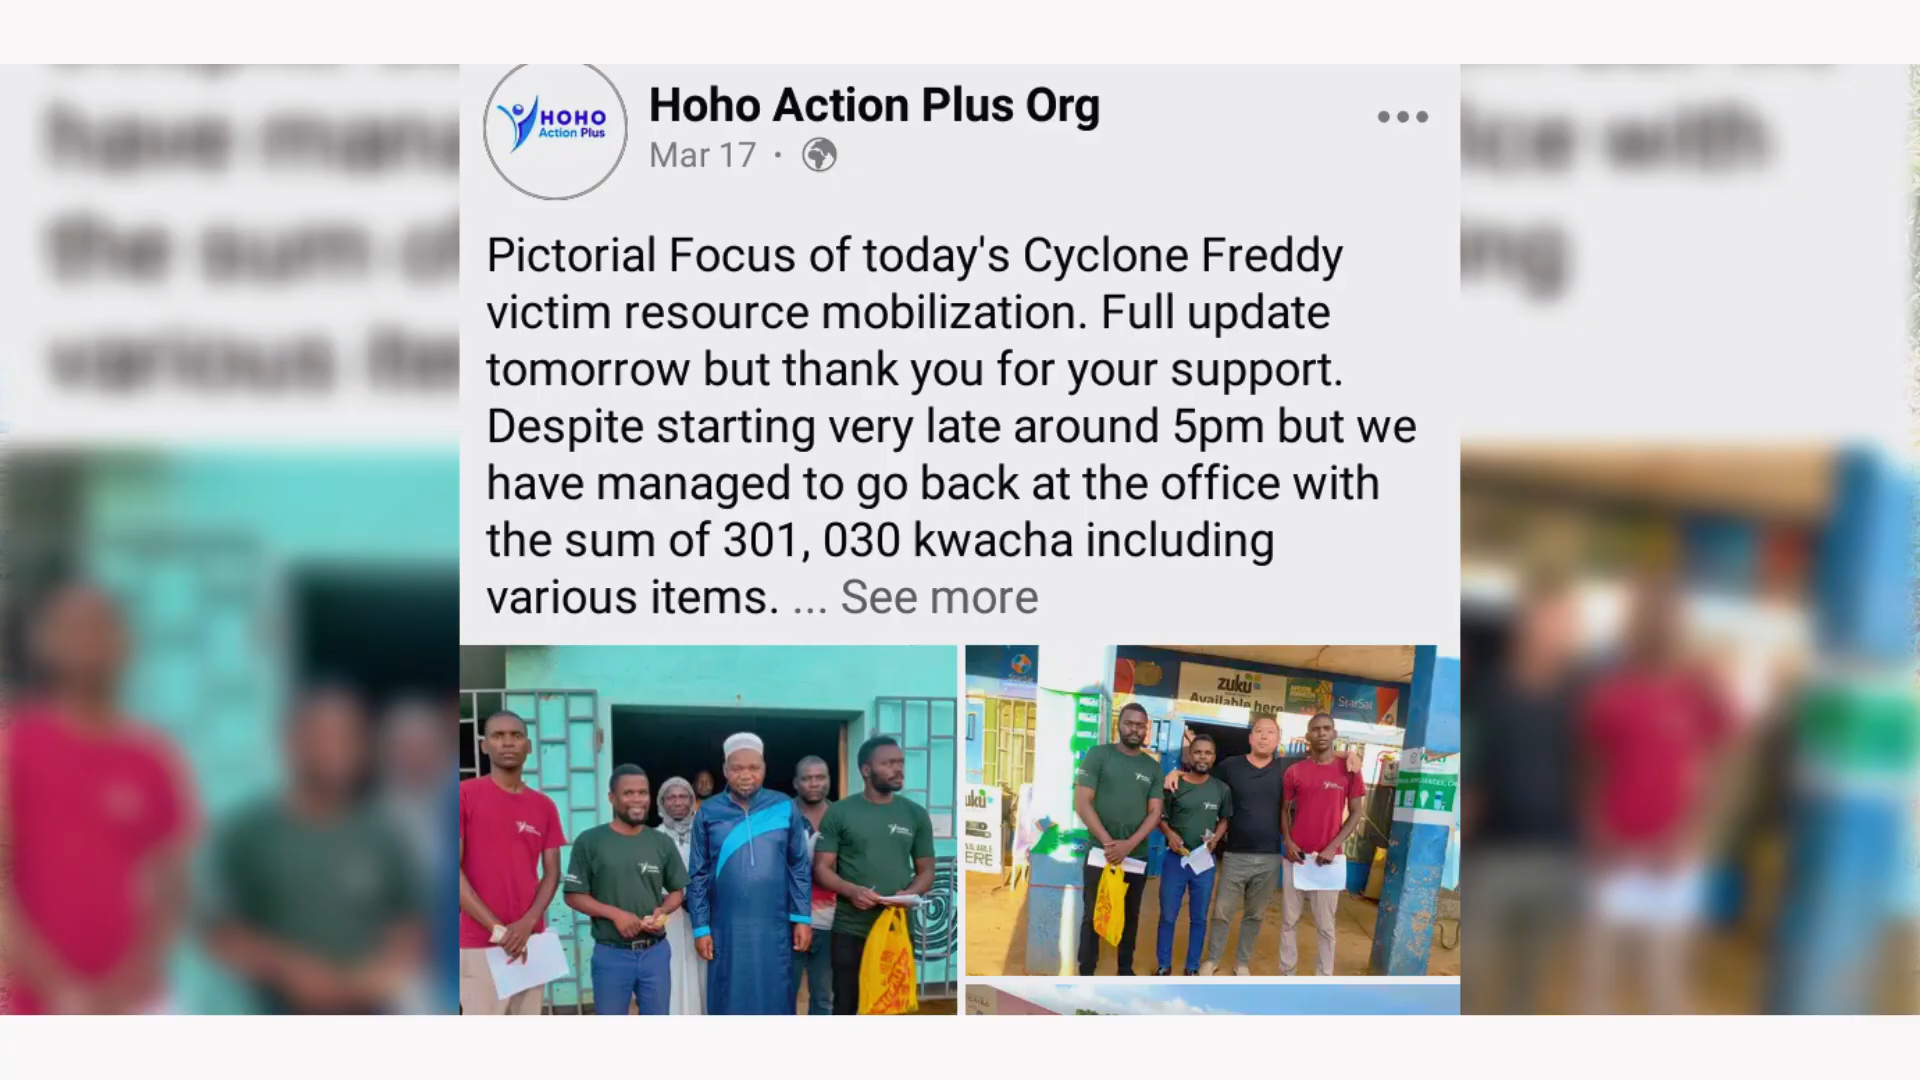 HOHO
Action Plus
Hoho Action Plus Org
Mar 17 ·
Pictorial Focus of today's Cyclone Freddy
victim resource mobilization. Full update
tomorrow but thank you for your support.
Despite starting very late around 5pm but we
have managed to go back at the office with
the sum of 301, 030 kwacha including
various items. ... See more
zuku
Available here
StarSat